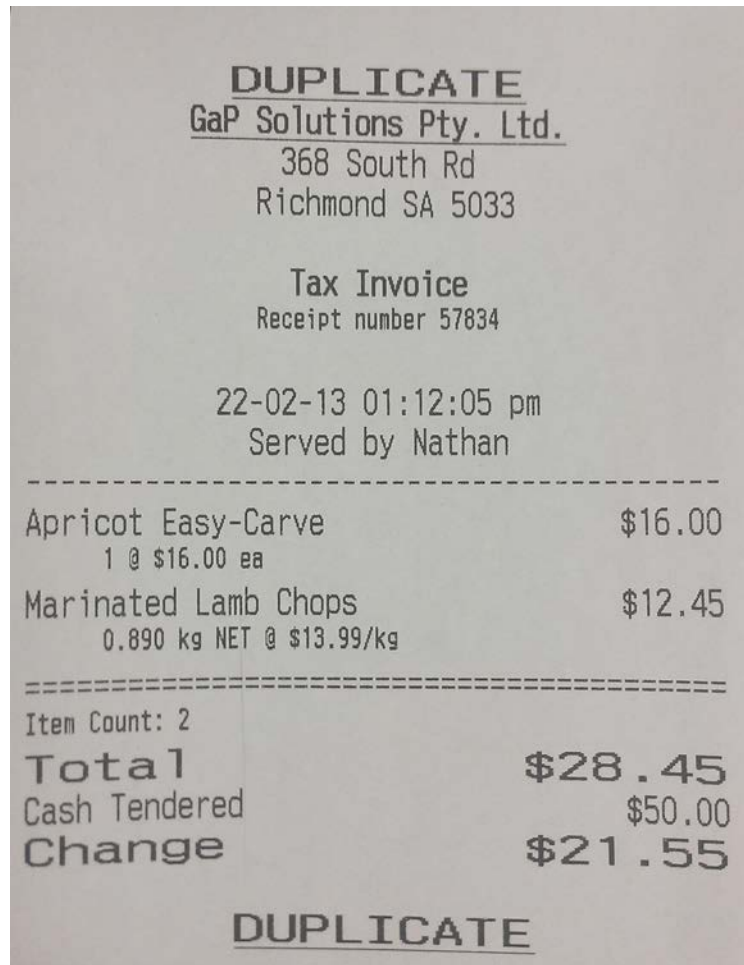 DUPLICATE
GaP Solutions Pty. Ltd.
368 South Rd
Richmond SA 5033
Tax Invoice
Receipt number 57834
22-02-13 01:12:05 pm
Served by Nathan
----------------------------------------
Apricot Easy-Carve $16.00
1 @ $16.00 ea
Marinated Lamb Chops $12.45
0.890 kg NET @ $13.99/kg
========================================
Item Count: 2
Total $28.45
Cash Tendered $50.00
Change $21.55
DUPLICATE